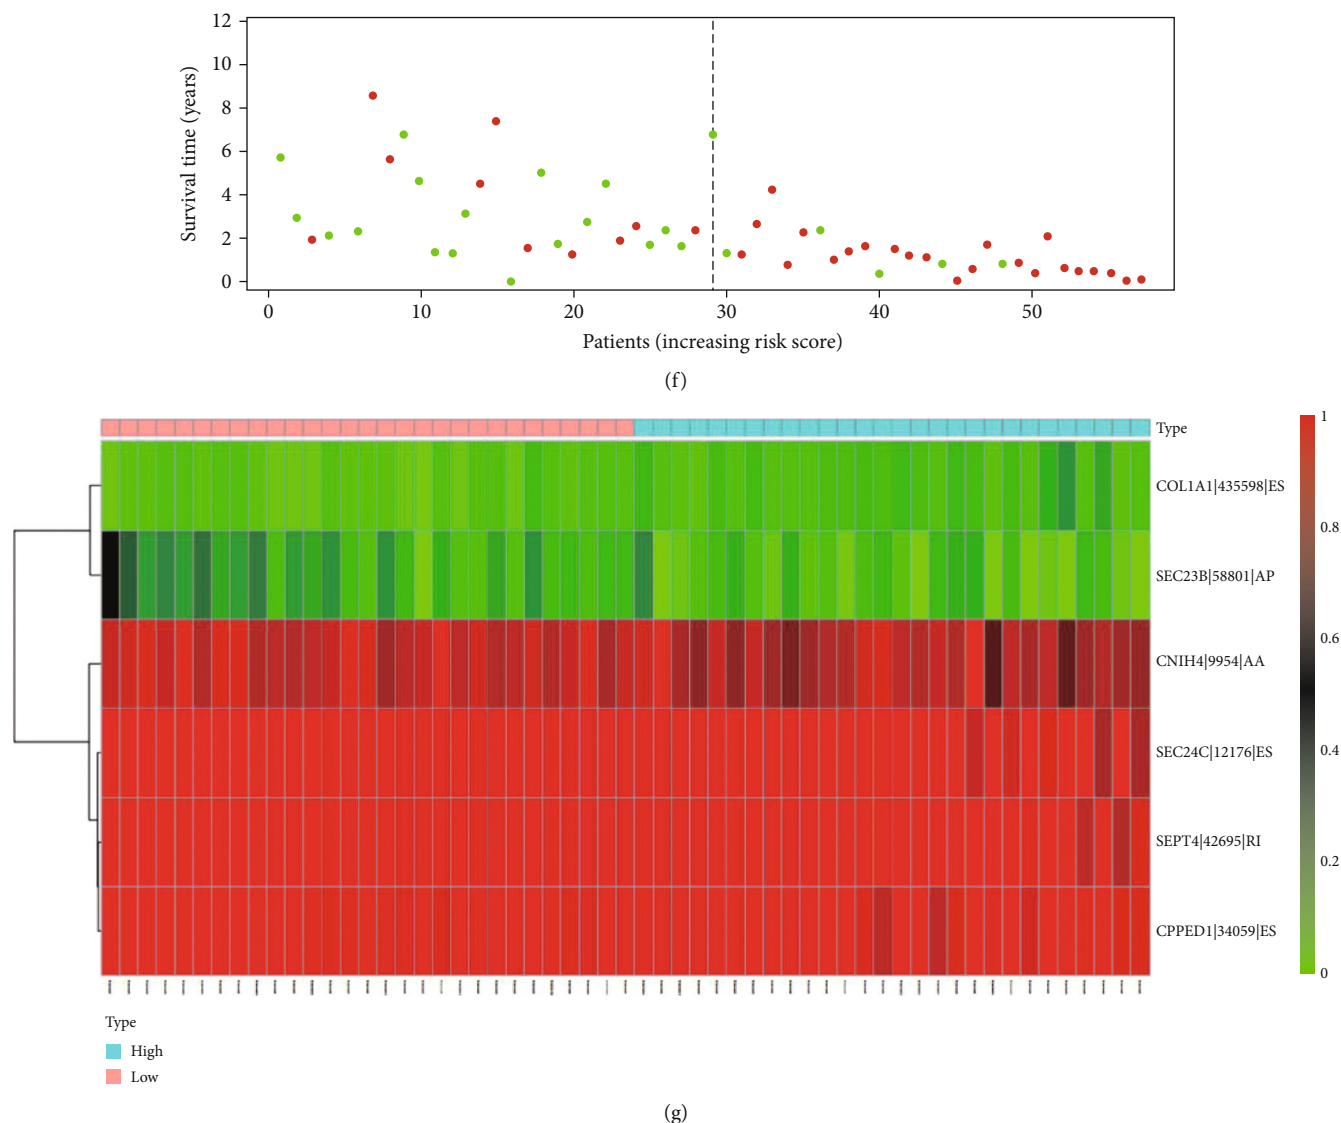 12
10
8
6
4
2
0
Survival time (years)
0 10 20 30 40 50
Patients (increasing risk score)
(f)
Type
COL1A1|435598|ES
SEC23B|58801|AP
CNIH4|9954|AA
SEC24C|12176|ES
SEPT4|42695|RI
CPPED1|34059|ES
1
0.8
0.6
0.4
0.2
0
Type
High
Low
(g)